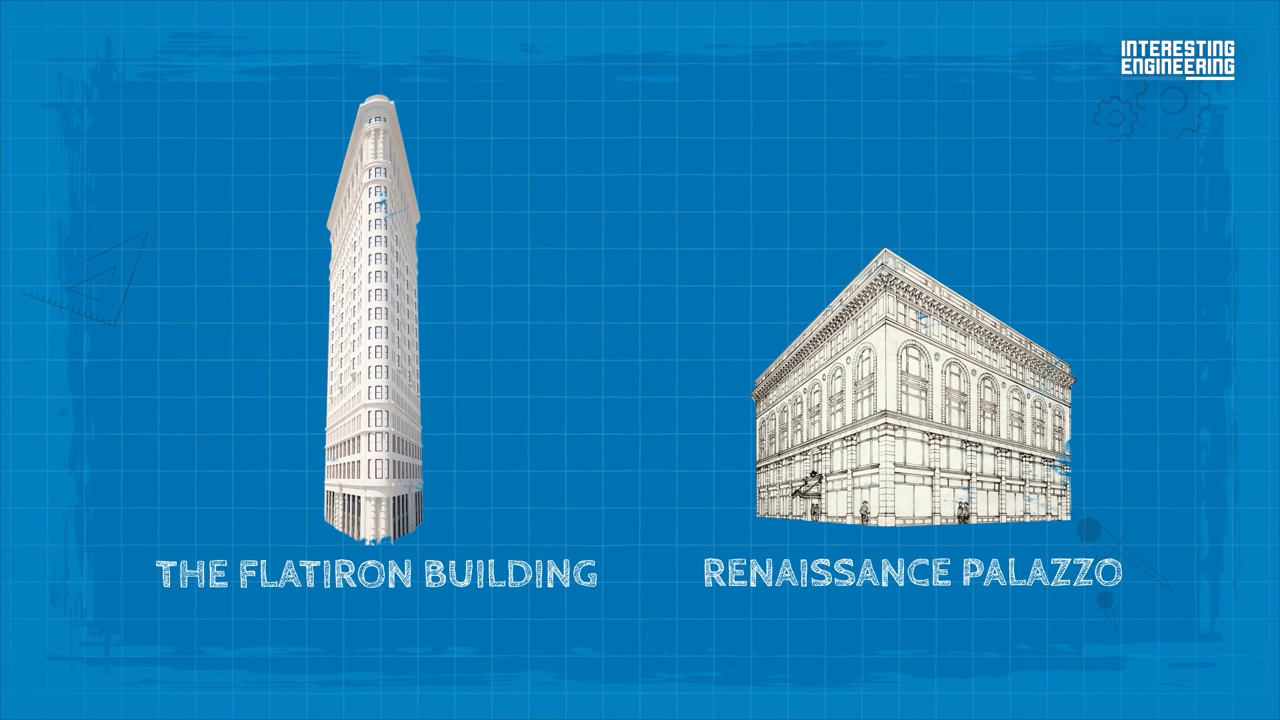 INTERESTING
ENGINEERING
THE FLATIRON BUILDING
RENAISSANCE PALAZZO